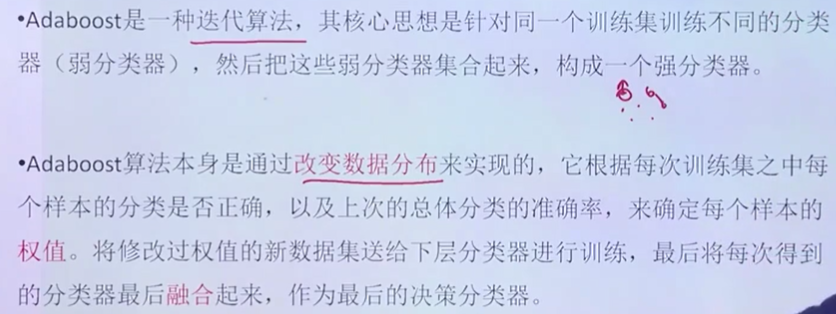 •Adaboost是一种迭代算法，其核心思想是针对同一个训练集训练不同的分类
器（弱分类器），然后把这些弱分类器集合起来，构成一个强分类器。
•Adaboost算法本身是通过改变数据分布来实现的，它根据每次训练集之中每
个样本的分类是否正确，以及上次的总体分类的准确率，来确定每个样本的
权值。将修改过权值的新数据集送给下层分类器进行训练，最后将每次得到
的分类器最后融合起来，作为最后的决策分类器。